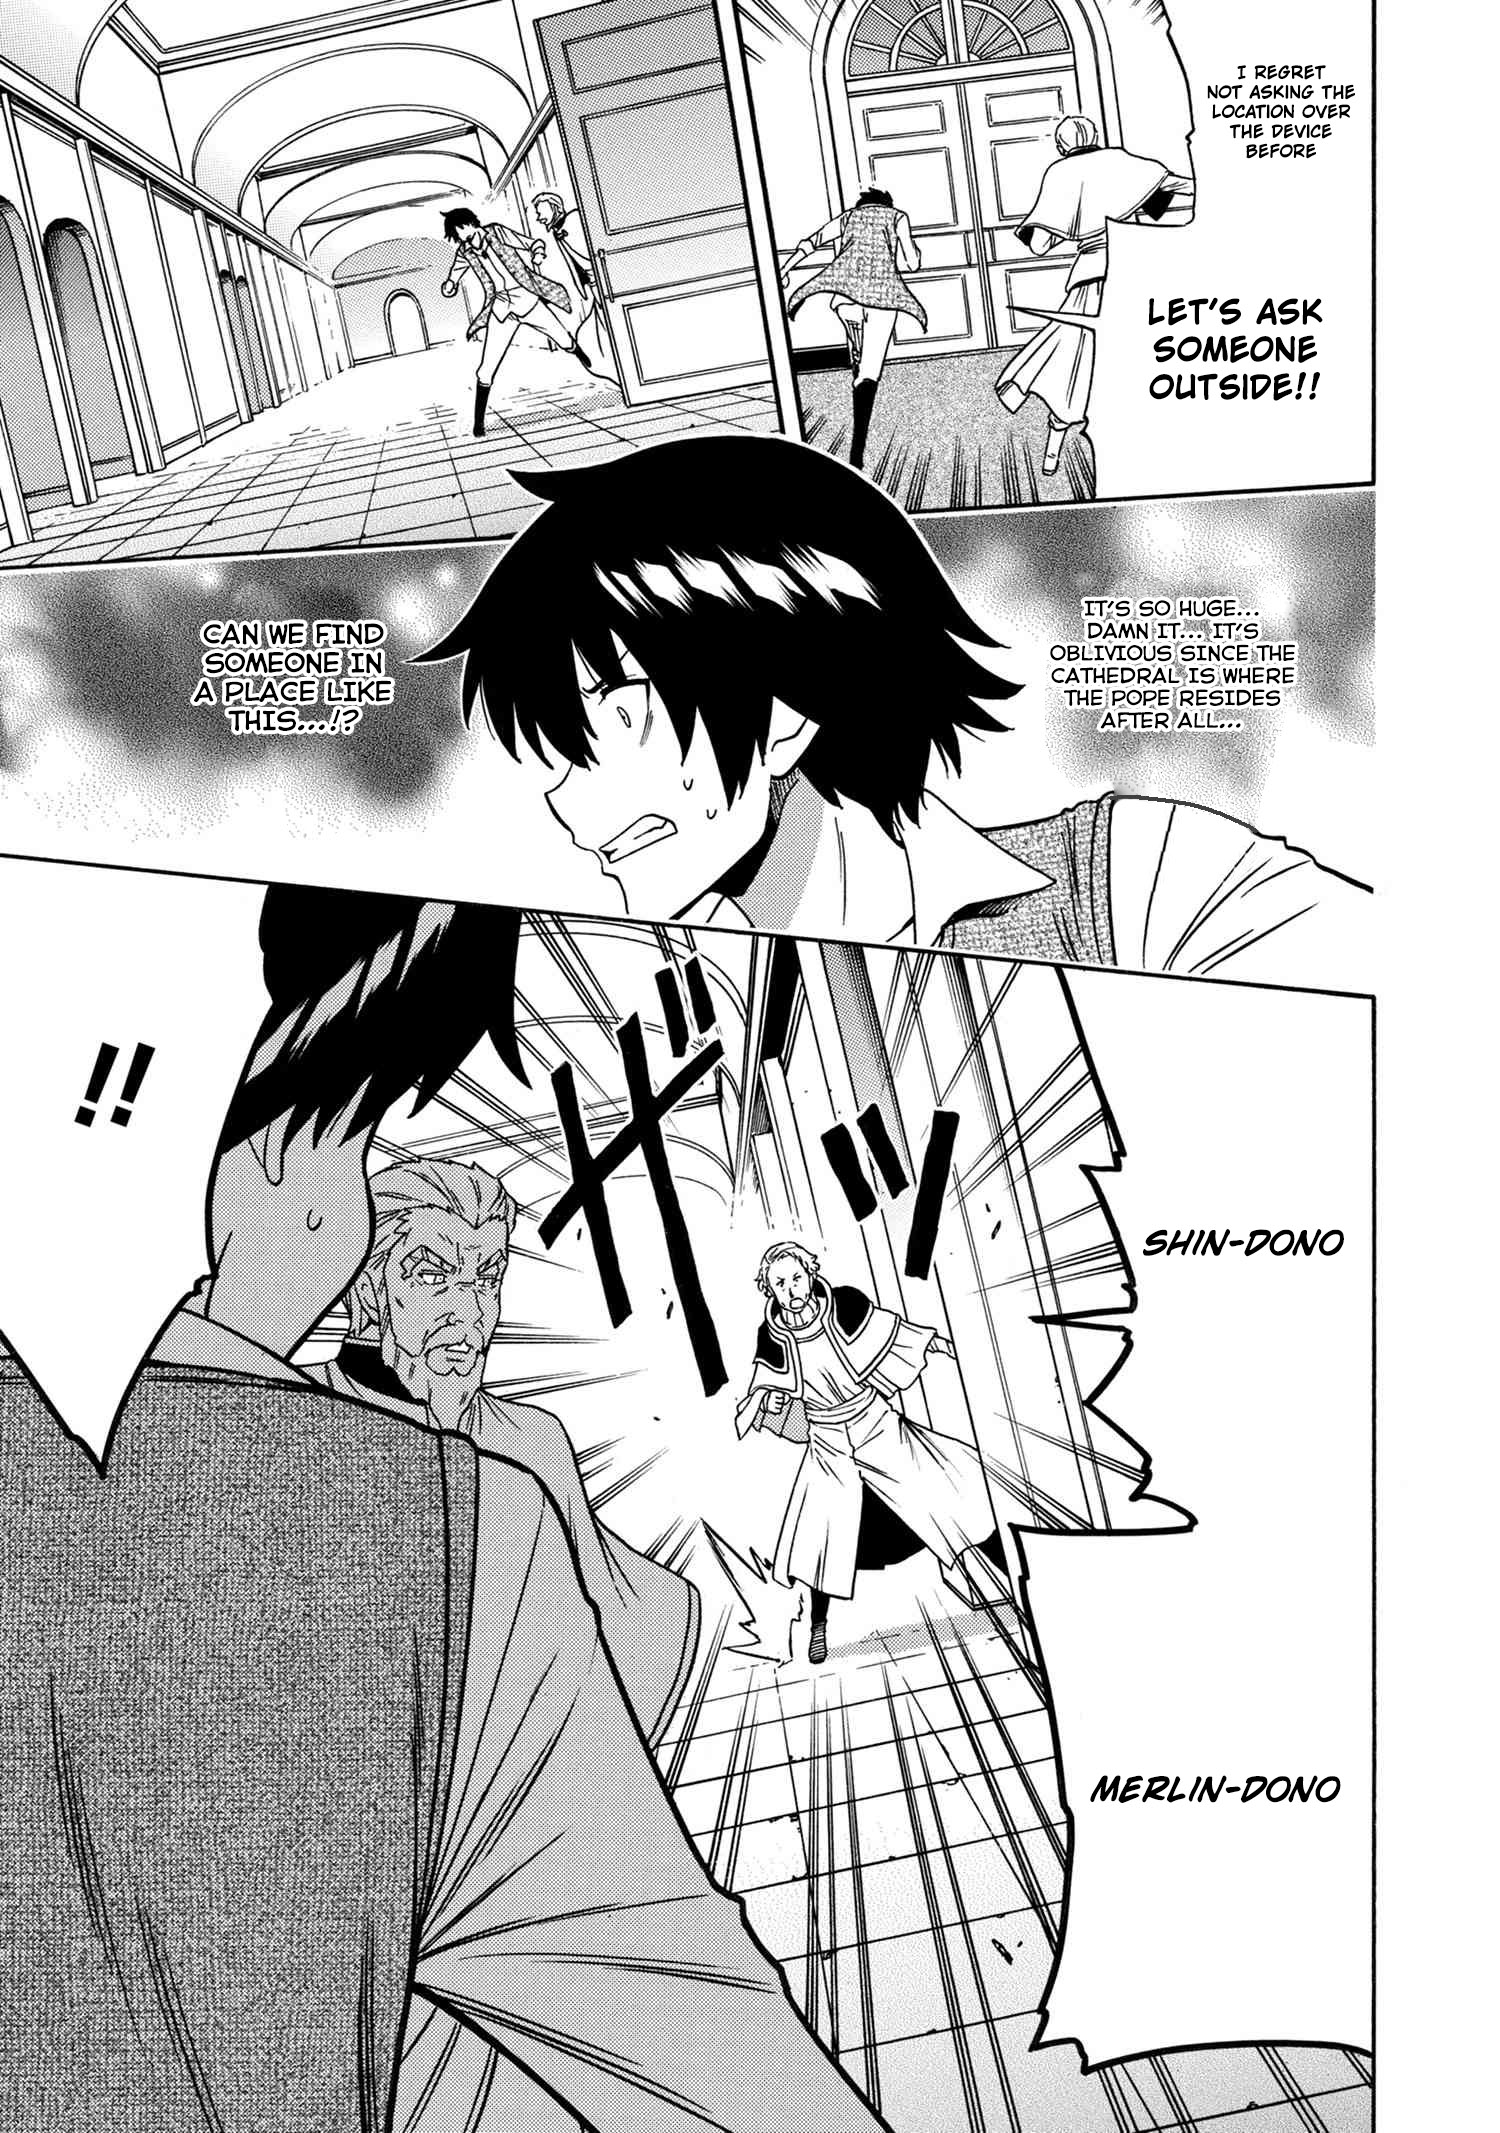 I REGRET
NOT ASKING THE
LOCATION OVER
THE DEVICE
BEFORE
LET'S ASK
SOMEONE
OUTSIDE!!
IT'S SO HUGE...
DAMN IT... IT'S
OBLIVIOUS SINCE THE
CATHEDRAL IS WHERE
THE POPE RESIDES
AFTER ALL...
CAN WE FIND
SOMEONE IN
A PLACE LIKE
THIS...!?
SHIN-DONO
ガッ
MERLIN-DONO
!!